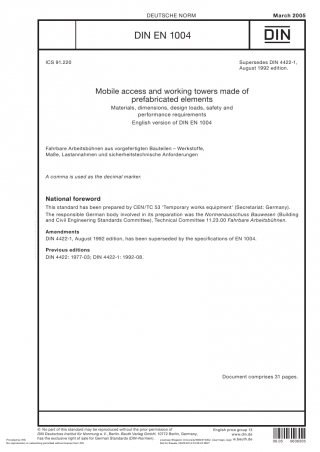 DEUTSCHE NORM
March 2005
DIN EN 1004
DIN
ICS 91.220
Supersedes DIN 4422-1,
August 1992 edition.
Mobile access and working towers made of
prefabricated elements
Materials, dimensions, design loads, safety and
performance requirements
English version of DIN EN 1004
Fahrbare Arbeitsbühnen aus vorgefertigten Bauteilen – Werkstoffe,
Maße, Lastannahmen und sicherheitstechnische Anforderungen
A comma is used as the decimal marker.
National foreword
This standard has been prepared by CEN/TC 53 'Temporary works equipment' (Secretariat: Germany).
The responsible German body involved in its preparation was the Normenausschuss Bauwesen (Building
and Civil Engineering Standards Committee), Technical Committee 11.23.00 Fahrbare Arbeitsbühnen.
Amendments
DIN 4422-1, August 1992 edition, has been superseded by the specifications of EN 1004.
Previous editions
DIN 4422: 1977-03; DIN 4422-1: 1992-08.
Document comprises 31 pages.
© No part of this standard may be reproduced without the prior permission of
DIN Deutsches Institut für Normung e. V., Berlin. Beuth Verlag GmbH, 10772 Berlin, Germany,
has the exclusive right of sale for German Standards (DIN-Normen).
English price group 13
www.din.de
www.beuth.de